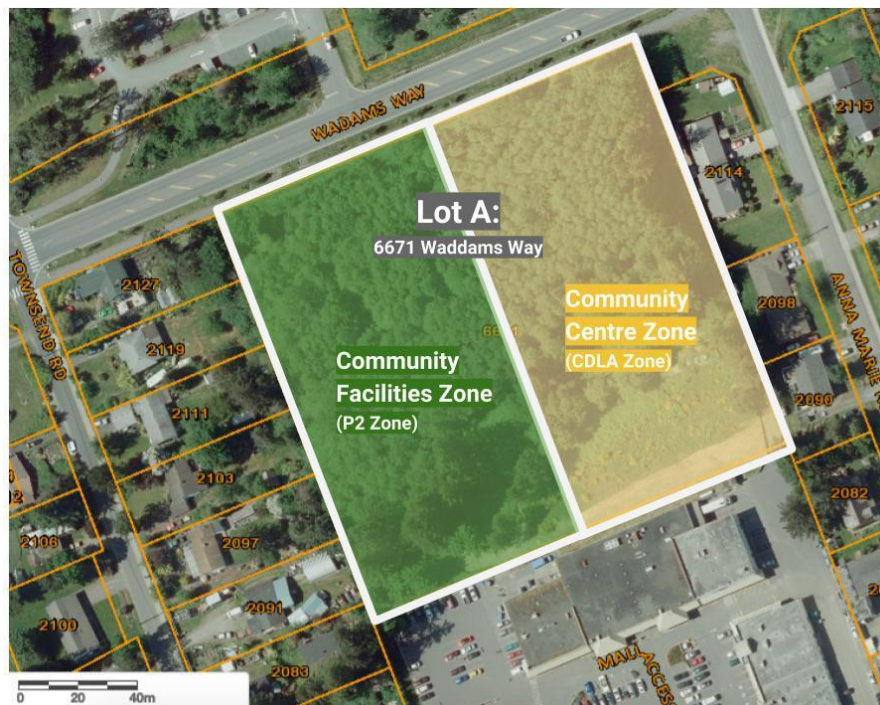 WADAMS WAY
Lot A:
6671 Waddams Way
TOWNSEND RD
2127
2119
2111
2103
2097
2091
2083
2106
2100
2115
2114
2098
2090
2082
ANNA MARIE
Community
Facilities Zone
(P2 Zone)
Community
Centre Zone
(CDLA Zone)
MALL ACCESS
0 20 40m